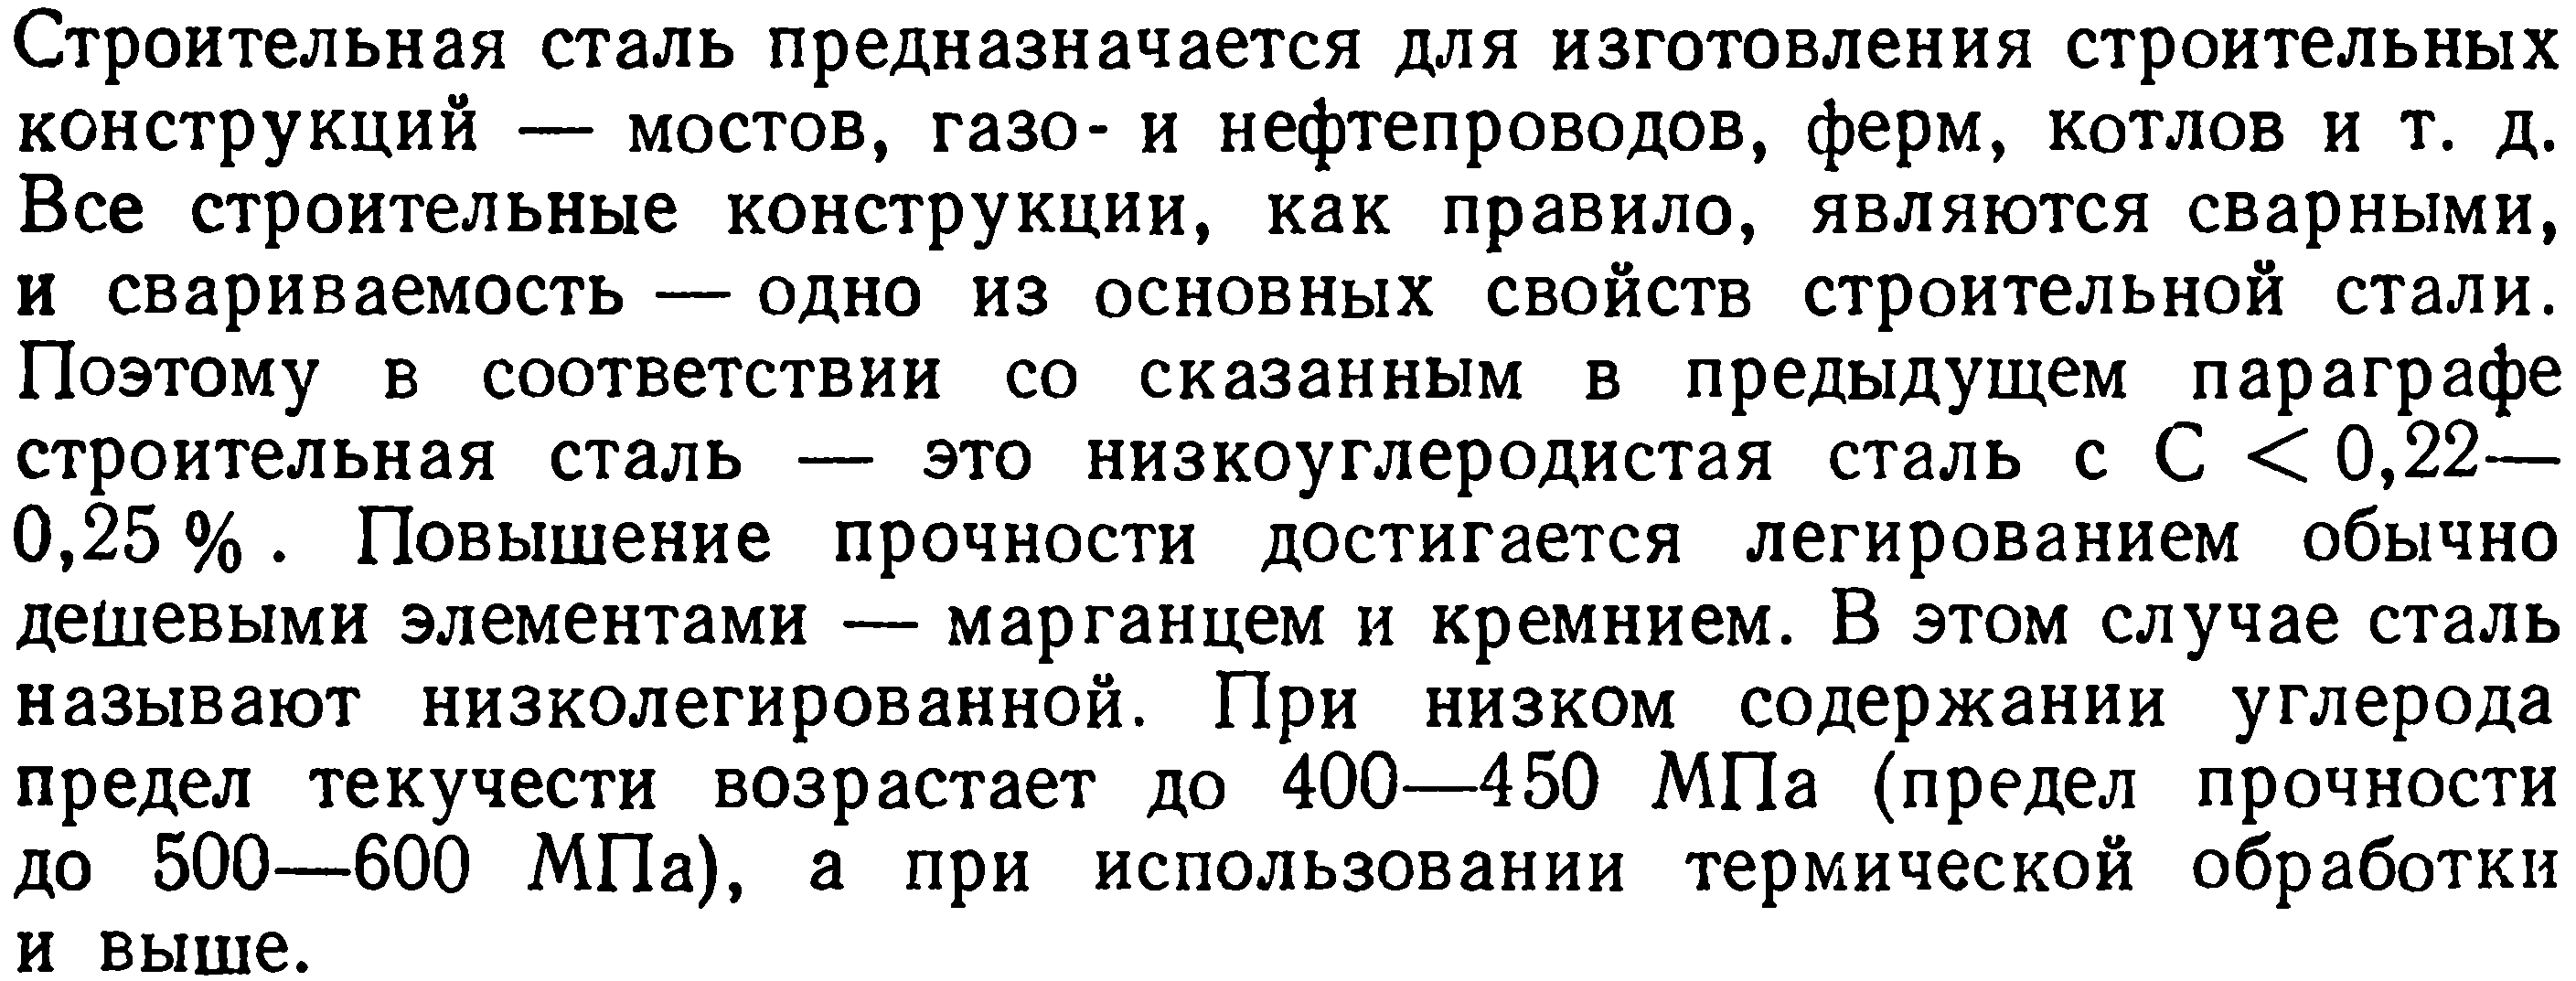 Строительная сталь предназначается для изготовления строительных
конструкций — мостов, газо- и нефтепроводов, ферм, котлов и т. д.
Все строительные конструкции, как правило, являются сварными,
и свариваемость — одно из основных свойств строительной стали.
Поэтому в соответствии со сказанным в предыдущем параграфе
строительная сталь — это низкоуглеродистая сталь с С < 0,22—
0,25 % . Повышение прочности достигается легированием обычно
дешевыми элементами — марганцем и кремнием. В этом случае сталь
называют низколегированной. При низком содержании углерода
предел текучести возрастает до 400—450 МПа (предел прочности
до 500—600 МПа), а при использовании термической обработки
и выше.